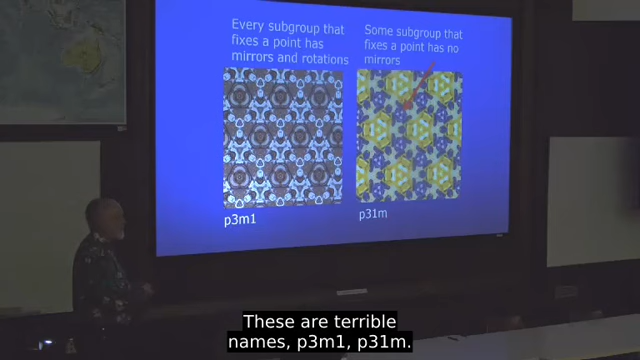 Every subgroup that
fixes a point has
mirrors and rotations
Some subgroup that
fixes a point has no
mirrors
p3m1
p31m
These are terrible
names, p3m1, p31m.